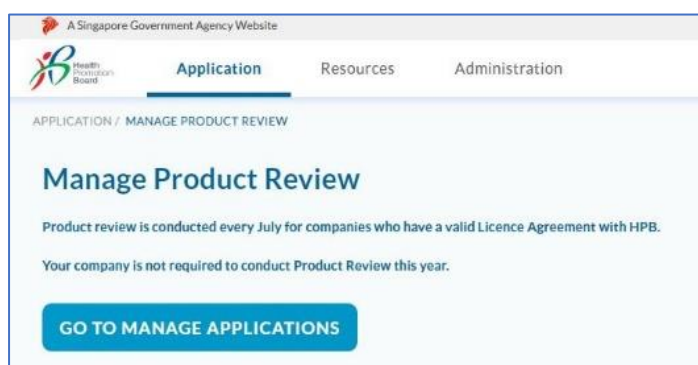 A Singapore Government Agency Website
Health
Promotion
Board
Application Resources Administration
APPLICATION / MANAGE PRODUCT REVIEW
Manage Product Review
Product review is conducted every July for companies who have a valid Licence Agreement with HPB.
Your company is not required to conduct Product Review this year.
GO TO MANAGE APPLICATIONS